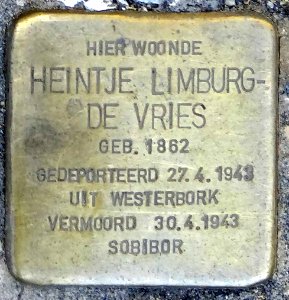 HIER WOONDE
HEINTJE LIMBURG-
DE VRIES
GEB. 1862
GEDEPORTEERD 27.4.1943
UIT WESTERBORK
VERMOORD 30.4.1943
SOBIBOR